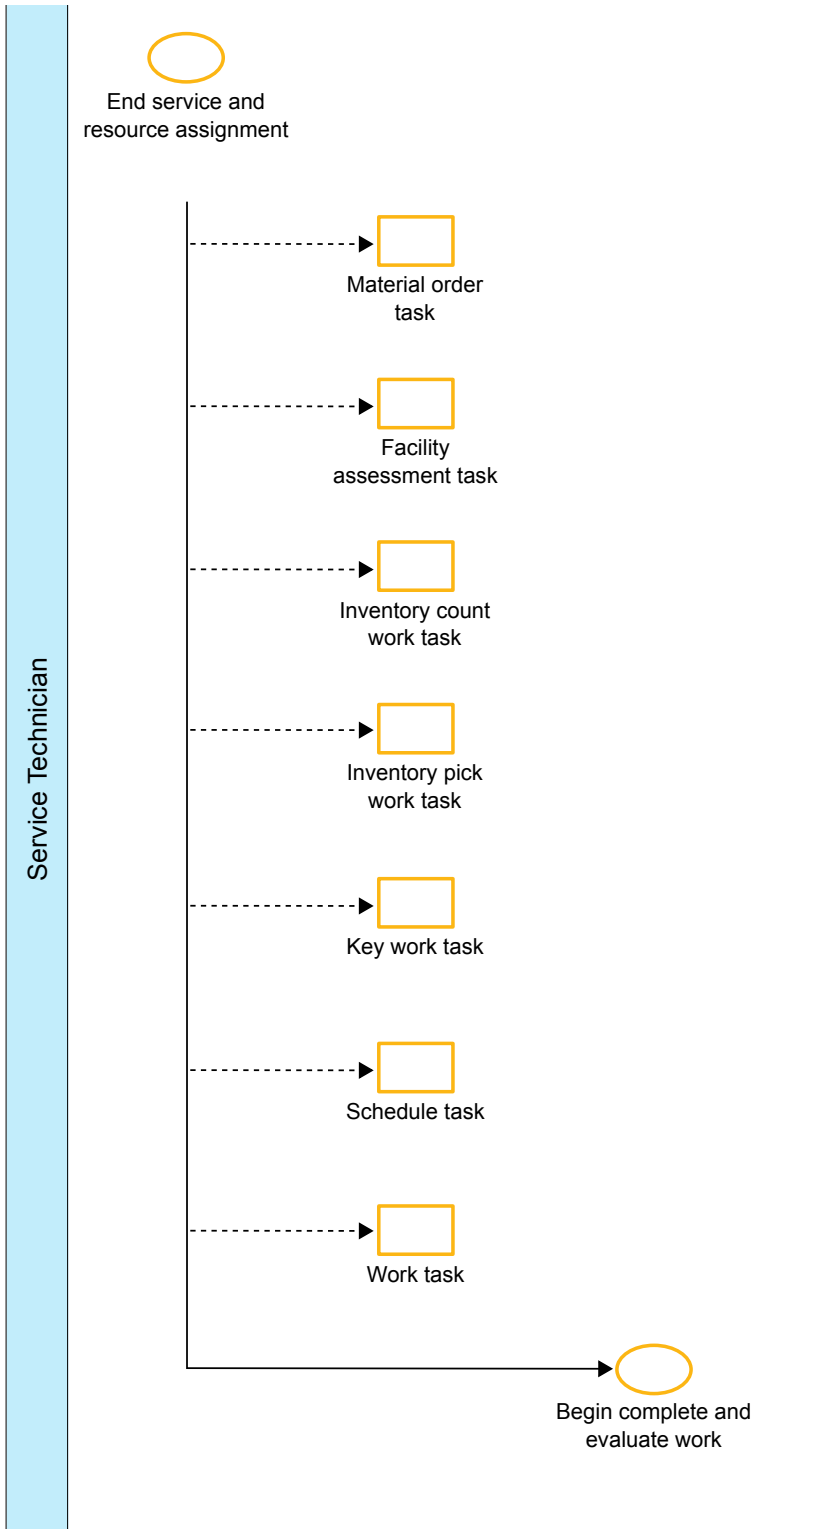 End service and
resource assignment
Material order
task
Facility
assessment task
Inventory count
work task
Inventory pick
work task
Service Technician
Key work task
Schedule task
Work task
Begin complete and
evaluate work